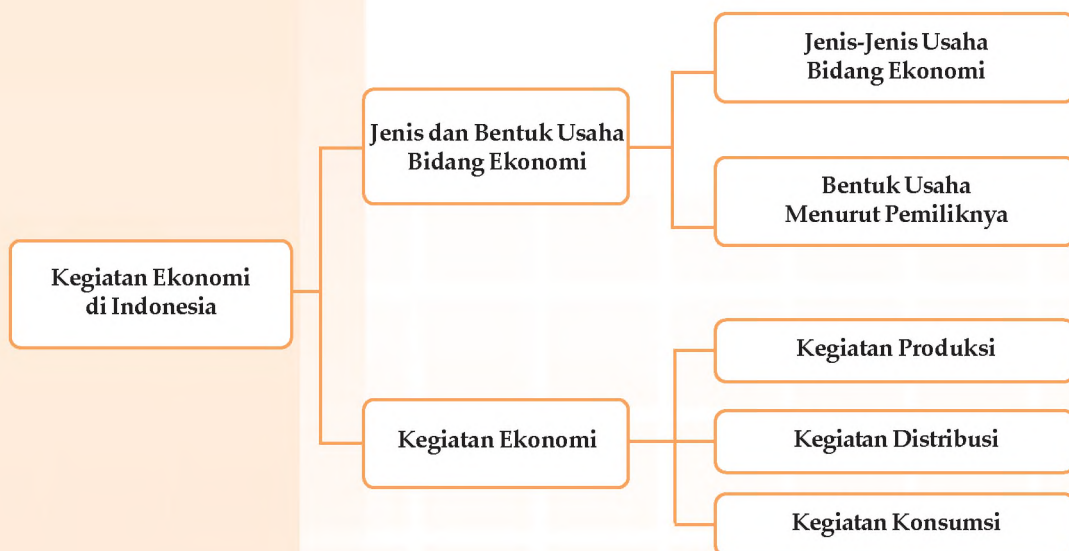 Kegiatan Ekonomi
di Indonesia
Jenis dan Bentuk Usaha
Bidang Ekonomi
Jenis-Jenis Usaha
Bidang Ekonomi
Bentuk Usaha
Menurut Pemiliknya
Kegiatan Ekonomi
Kegiatan Produksi
Kegiatan Distribusi
Kegiatan Konsumsi